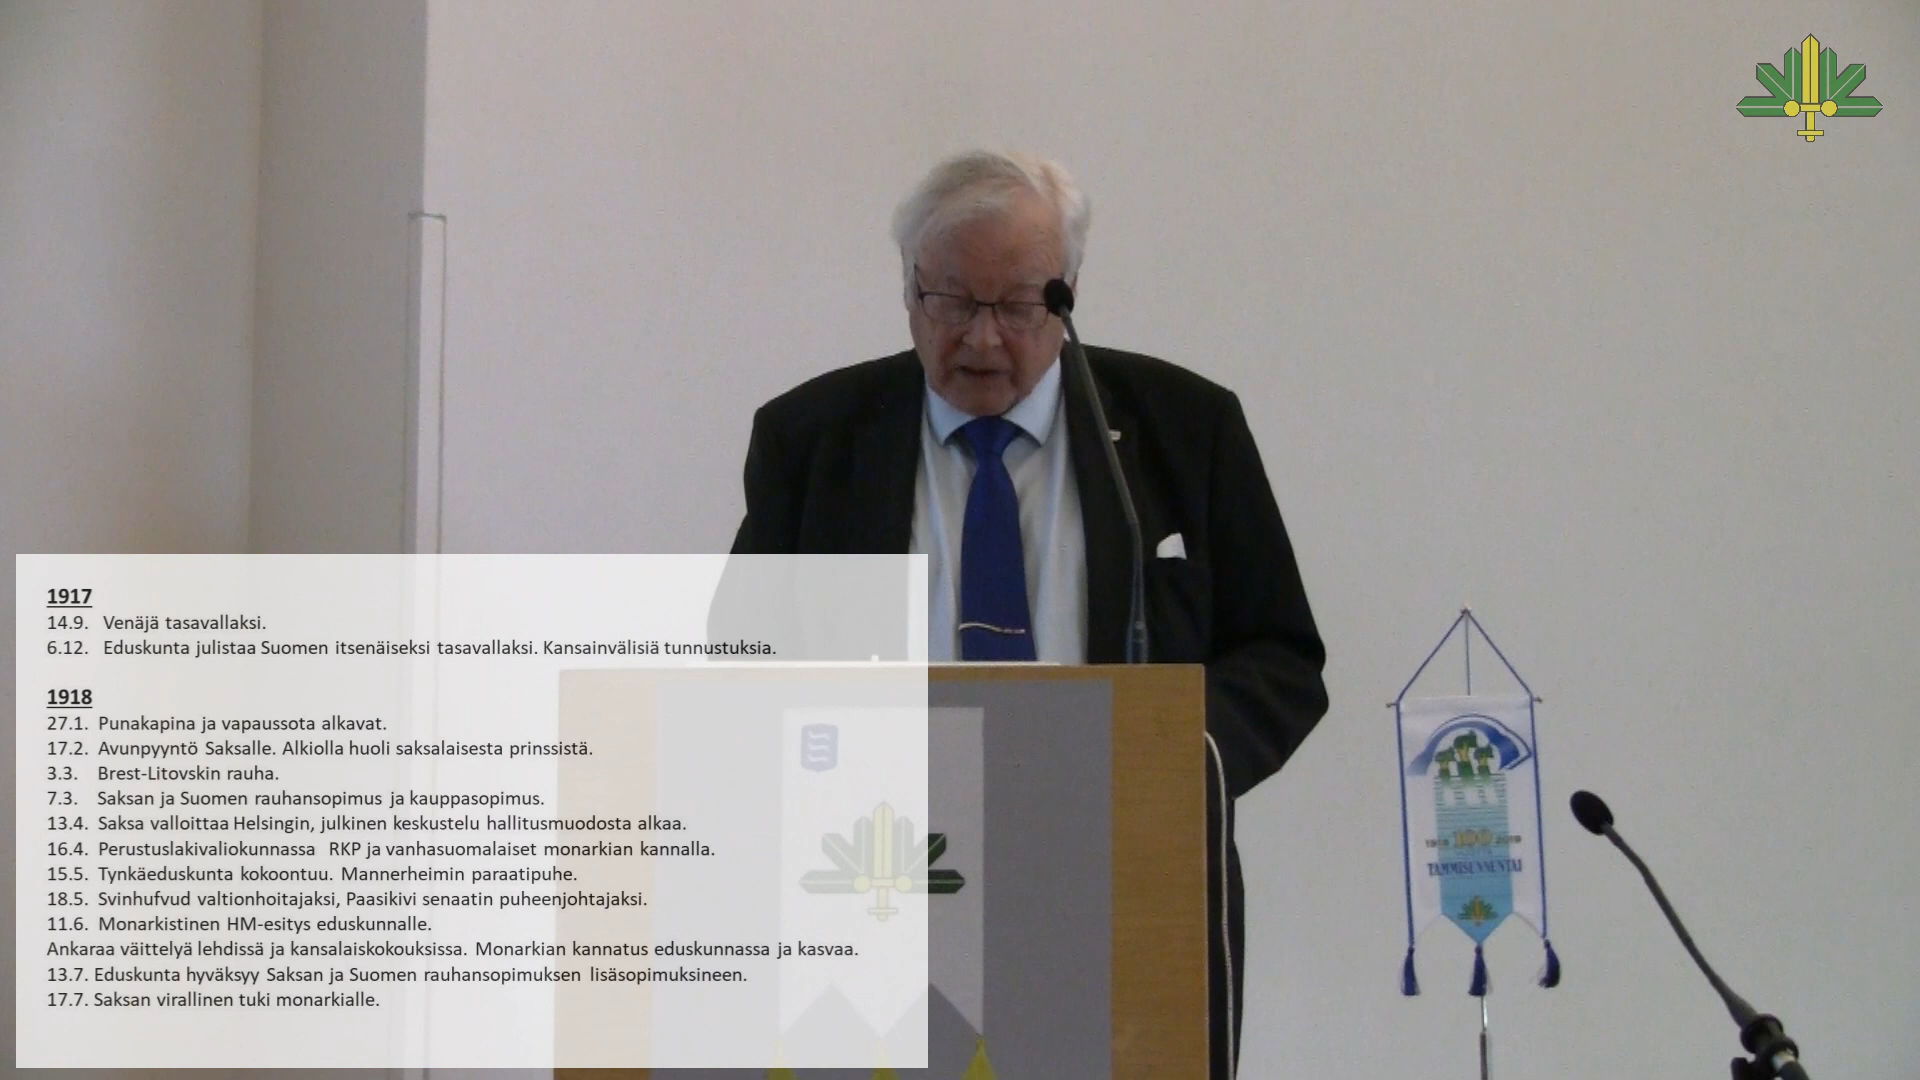 1917
14.9. Venäjä tasavallaksi.
6.12. Eduskunta julistaa Suomen itsenäiseksi tasavallaksi. Kansainvälisiä tunnustuksia.
1918
27.1. Punakapina ja vapaussota alkavat.
17.2. Avunpyyntö Saksalle. Alkiolla huoli saksalaisesta prinssistä.
3.3. Brest-Litovskin rauha.
7.3. Saksan ja Suomen rauhansopimus ja kauppasopimus.
13.4. Saksa valloittaa Helsingin, julkinen keskustelu hallitusmuodosta alkaa.
16.4. Perustuslakivaliokunnassa RKP ja vanhasuomalaiset monarkian kannalla.
15.5. Tynkäeduskunta kokoontuu. Mannerheimin paraatipuhe.
18.5. Svinhufvud valtionhoitajaksi, Paasikivi senaatin puheenjohtajaksi.
11.6. Monarkistinen HM-esitys eduskunnalle.
Ankaraa väittelyä lehdissä ja kansalaiskokouksissa. Monarkian kannatus eduskunnassa ja kasvaa.
13.7. Eduskunta hyväksyy Saksan ja Suomen rauhansopimuksen lisäsopimuksineen.
17.7. Saksan virallinen tuki monarkialle.
1918 100 2018